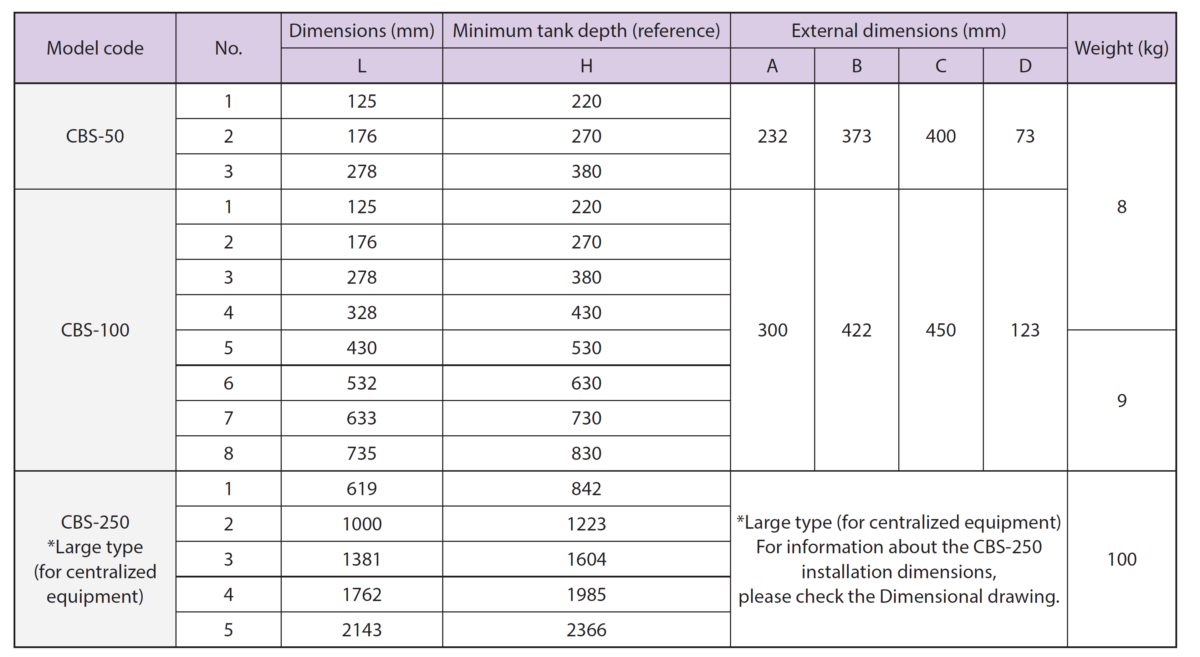 Model code No. Dimensions (mm) Minimum tank depth (reference) External dimensions (mm) Weight (kg)
L H A B C D
CBS-50 1 125 220 232 373 400 73 8
2 176 270
3 278 380
CBS-100 1 125 220 300 422 450 123
2 176 270
3 278 380
4 328 430
5 430 530 9
6 532 630
7 633 730
8 735 830
CBS-250
*Large type
(for centralized
equipment)
1 619 842
2 1000 1223
3 1381 1604
4 1762 1985
5 2143 2366
*Large type (for centralized equipment)
For information about the CBS-250
installation dimensions,
please check the Dimensional drawing.
100